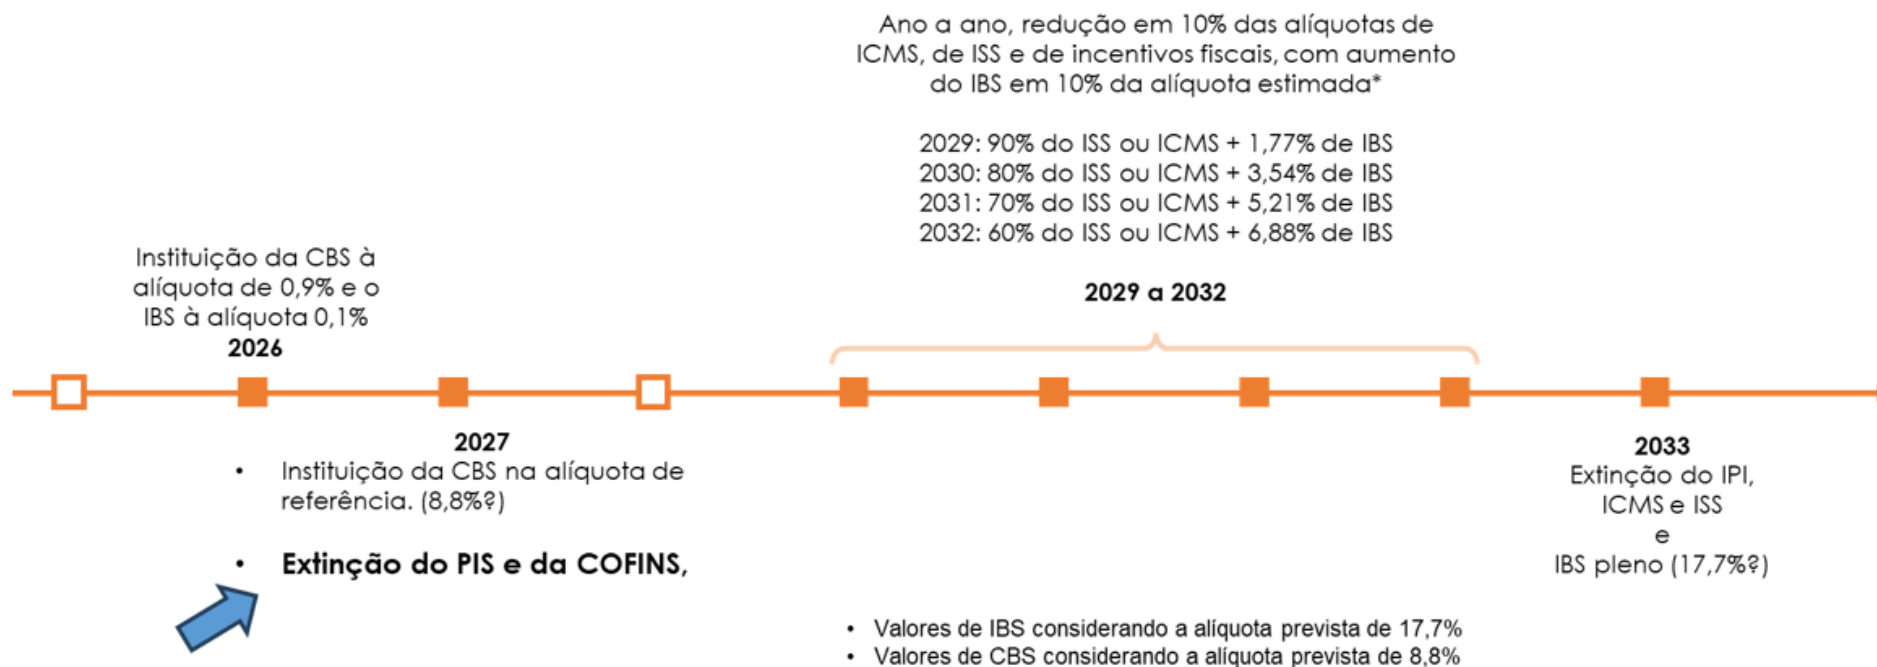 Ano a ano, redução em 10% das alíquotas de
ICMS, de ISS e de incentivos fiscais, com aumento
do IBS em 10% da alíquota estimada*
2029: 90% do ISS ou ICMS + 1,77% de IBS
2030: 80% do ISS ou ICMS + 3,54% de IBS
2031: 70% do ISS ou ICMS + 5,21% de IBS
2032: 60% do ISS ou ICMS + 6,88% de IBS
2029 a 2032
Instituição da CBS à
alíquota de 0,9% e o
IBS à alíquota 0,1%
2026
2027
• Instituição da CBS na alíquota de
referência. (8,8%?)
• Extinção do PIS e da COFINS,
2033
Extinção do IPI,
ICMS e ISS
e
IBS pleno (17,7%?)
• Valores de IBS considerando a alíquota prevista de 17,7%
• Valores de CBS considerando a alíquota prevista de 8,8%